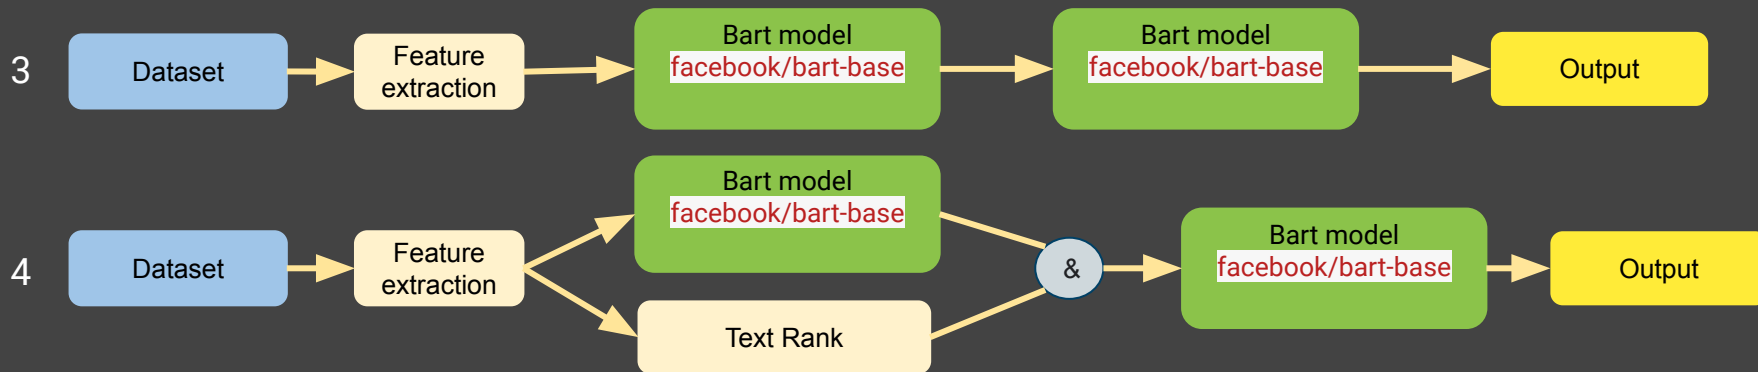 3
Dataset
Feature
extraction
Bart model
facebook/bart-base
Bart model
facebook/bart-base
Output
4
Dataset
Feature
extraction
Bart model
facebook/bart-base
Text Rank
&
Bart model
facebook/bart-base
Output